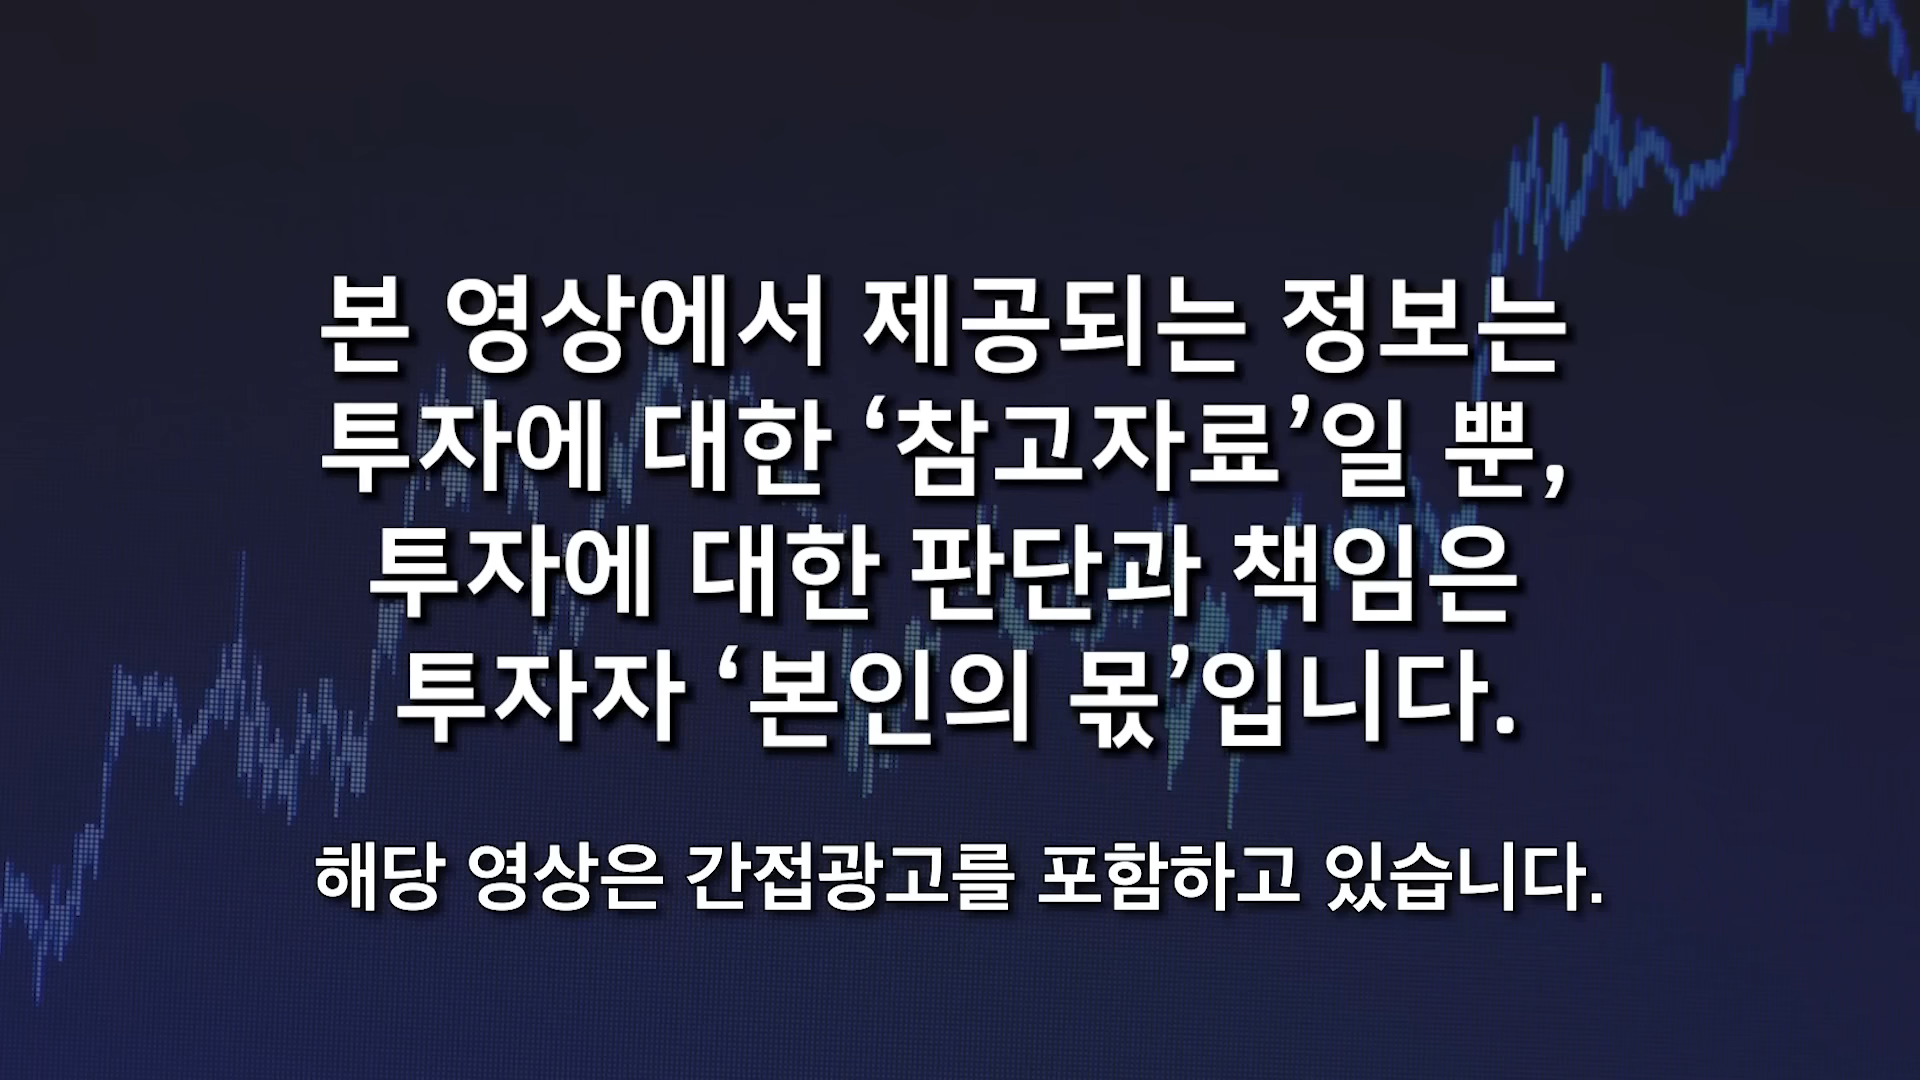 본 영상에서 제공되는 정보는
투자에 대한 ‘참고자료’일 뿐,
투자에 대한 판단과 책임은
투자자 ‘본인의 몫’입니다.
해당 영상은 간접광고를 포함하고 있습니다.